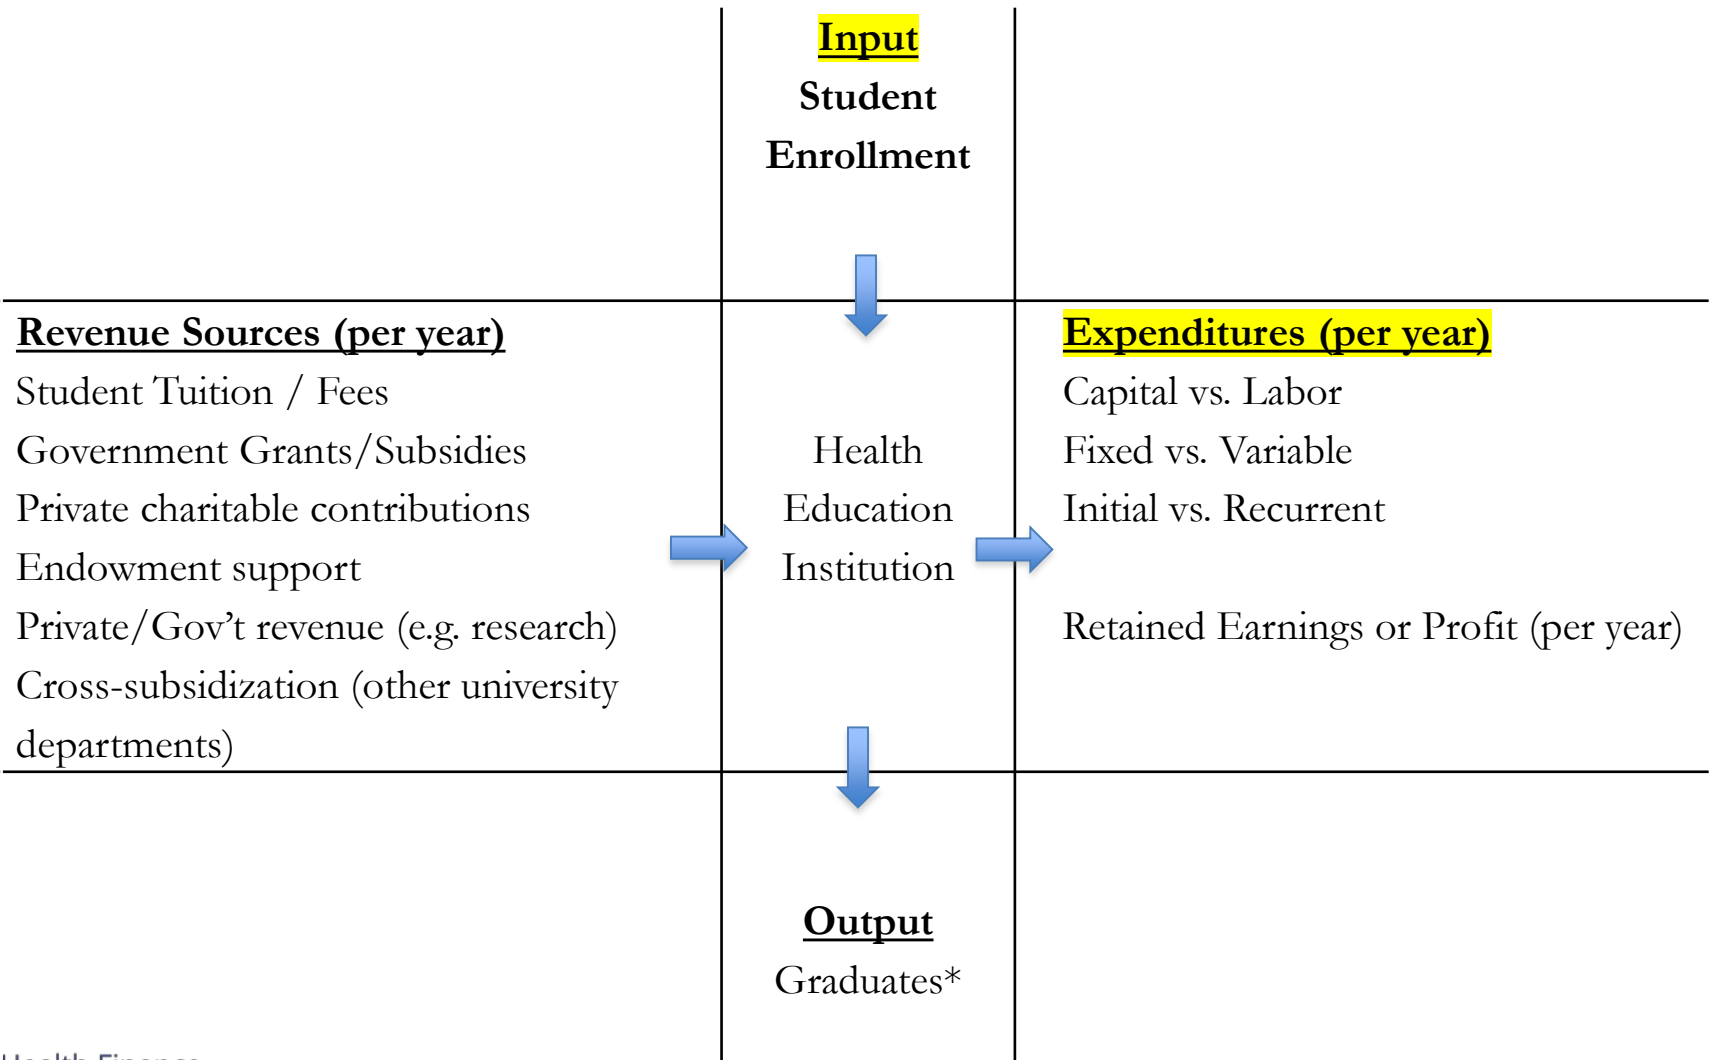 Input
Student
Enrollment
Revenue Sources (per year)
Student Tuition / Fees
Government Grants/Subsidies
Private charitable contributions
Endowment support
Private/Gov’t revenue (e.g. research)
Cross-subsidization (other university
departments)
Health
Education
Institution
Expenditures (per year)
Capital vs. Labor
Fixed vs. Variable
Initial vs. Recurrent
Retained Earnings or Profit (per year)
Output
Graduates*
Health Finance